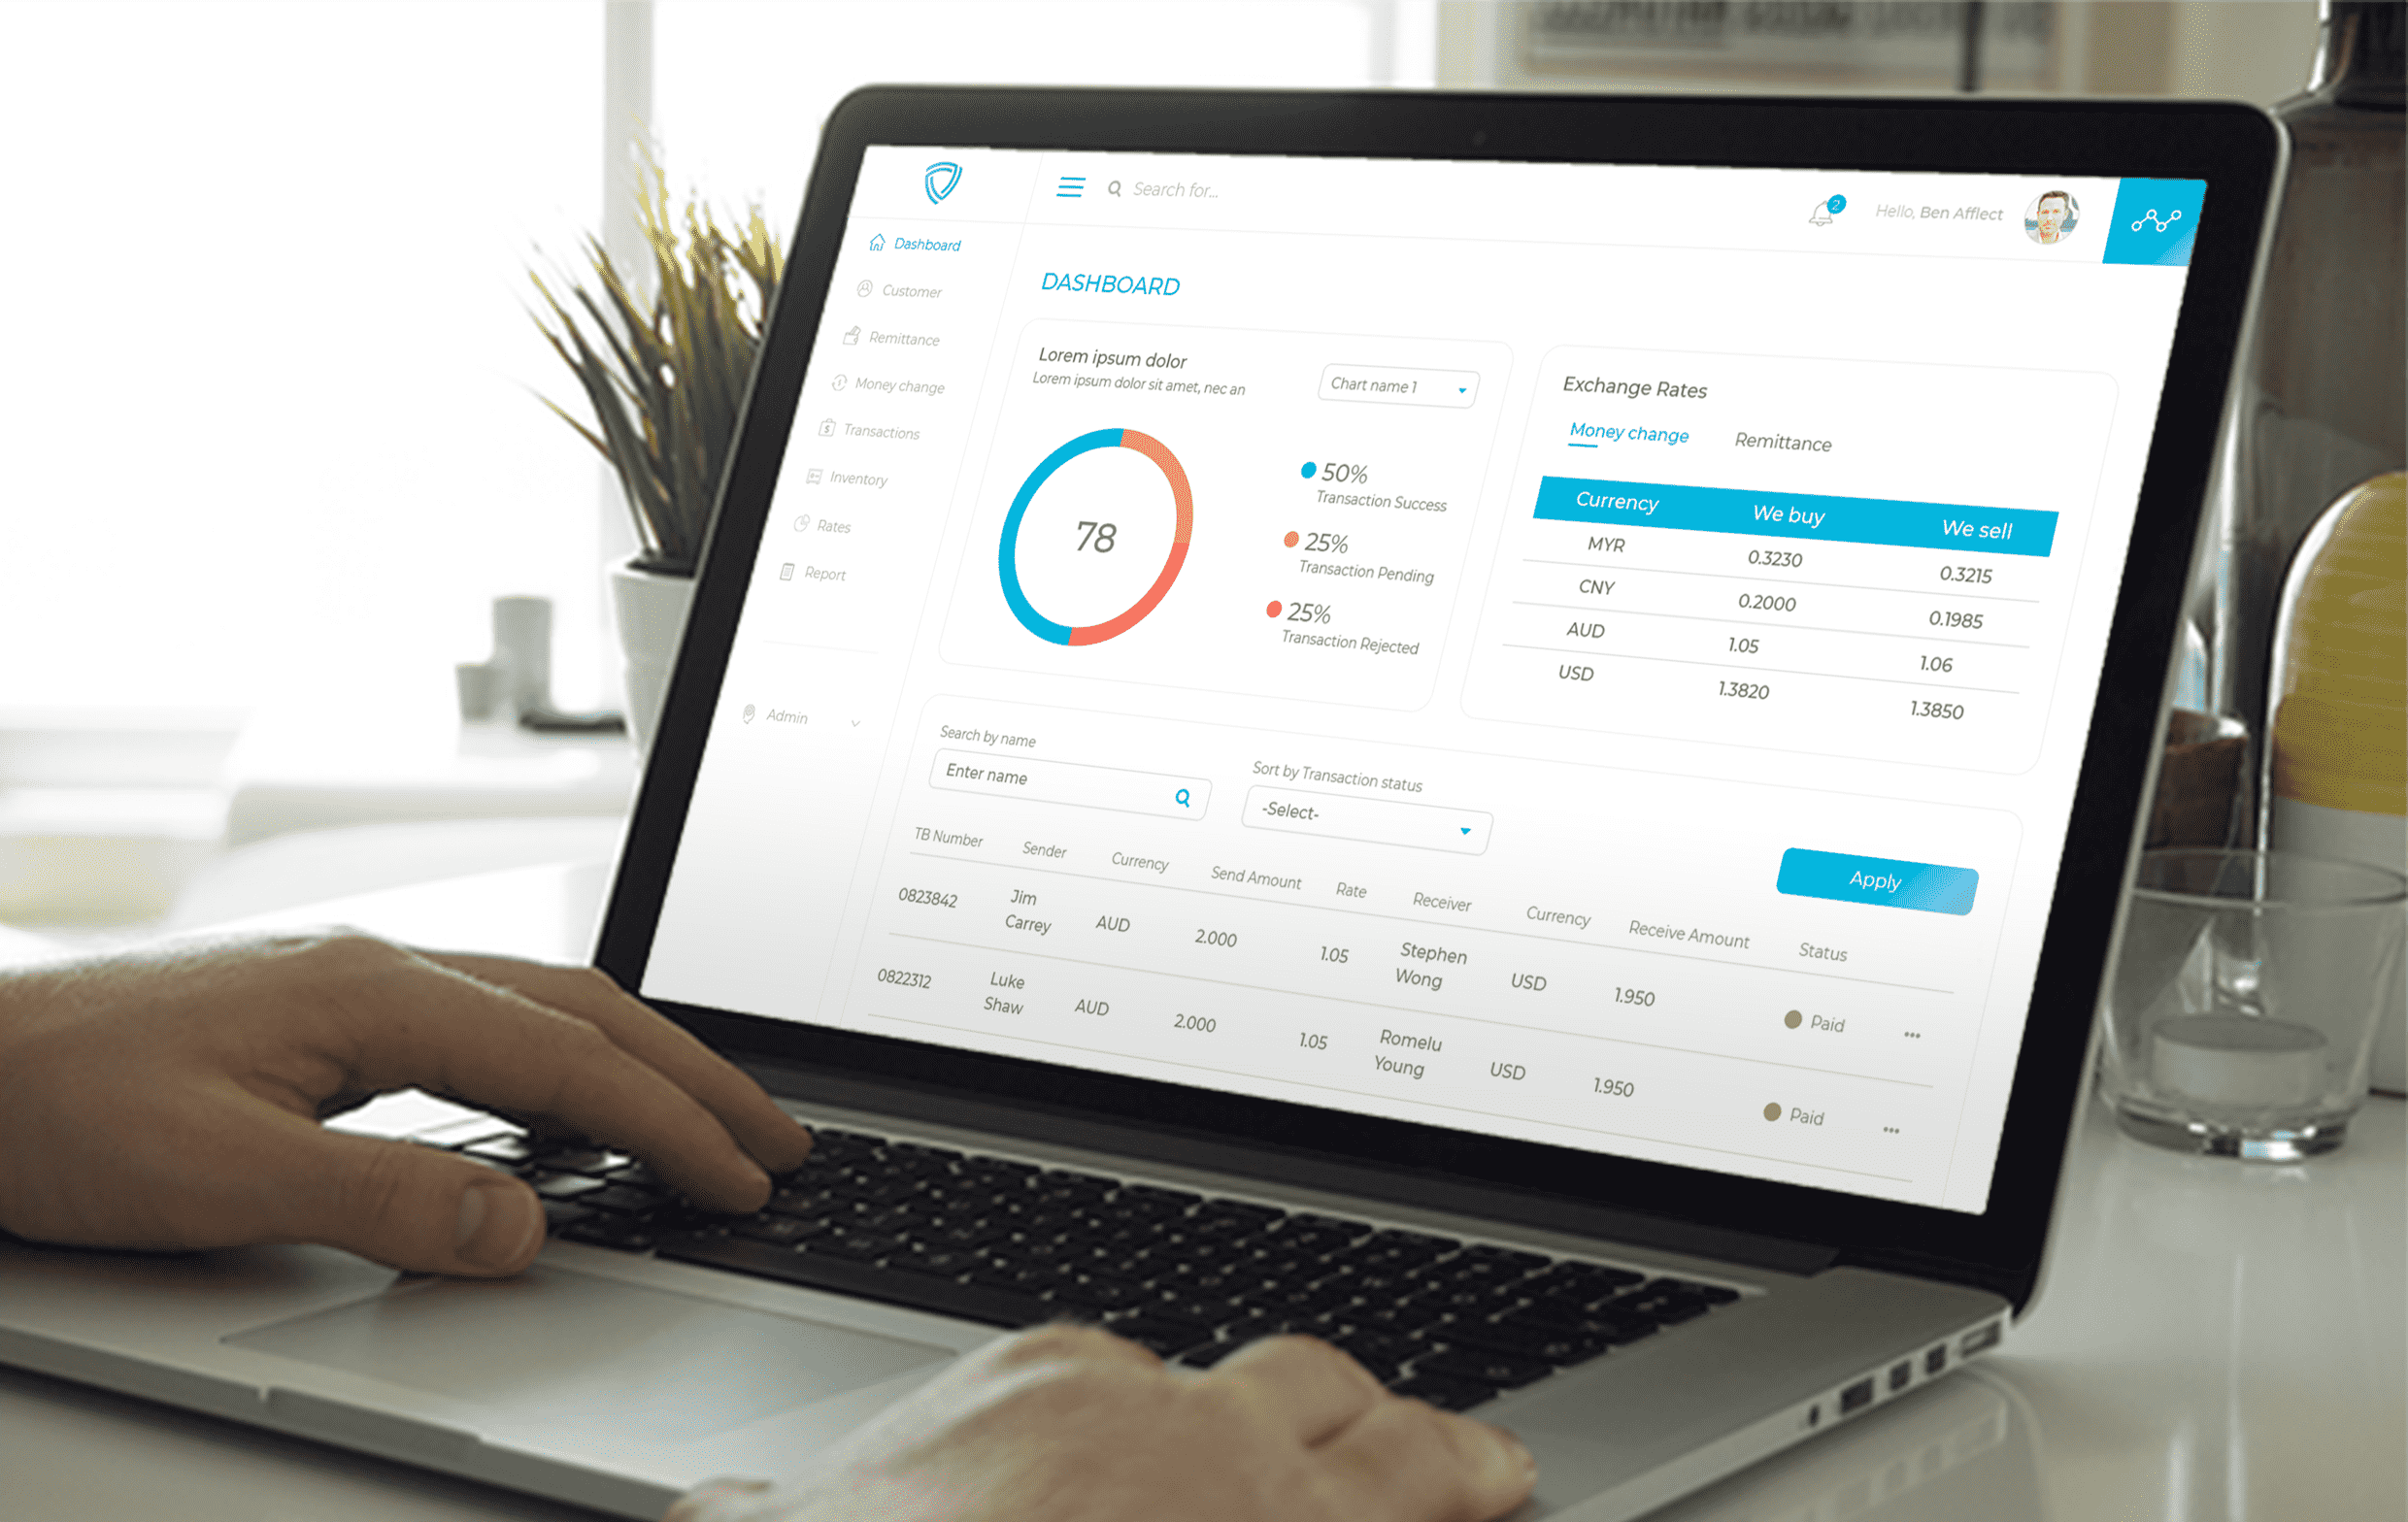 Search for...
2
Hello, Ben Afflect
Dashboard
Customer
Remittance
Money change
Transactions
Inventory
Rates
Report
Admin
DASHBOARD
Lorem ipsum dolor
Lorem ipsum dolor sit amet, nec an
Chart name 1
78
50%
Transaction Success
25%
Transaction Pending
25%
Transaction Rejected
Exchange Rates
Money change Remittance
Currency We buy We sell
MYR 0.3230 0.3215
CNY 0.2000 0.1985
AUD 1.05 1.06
USD 1.3820 1.3850
Search by name
Enter name
Sort by Transaction status
-Select-
Apply
TB Number Sender Currency Send Amount Rate Receiver Currency Receive Amount Status
0823842 Jim Carrey AUD 2.000 1.05 Stephen Wong USD 1.950 Paid
0822312 Luke Shaw AUD 2.000 1.05 Romelu Young USD 1.950 Paid